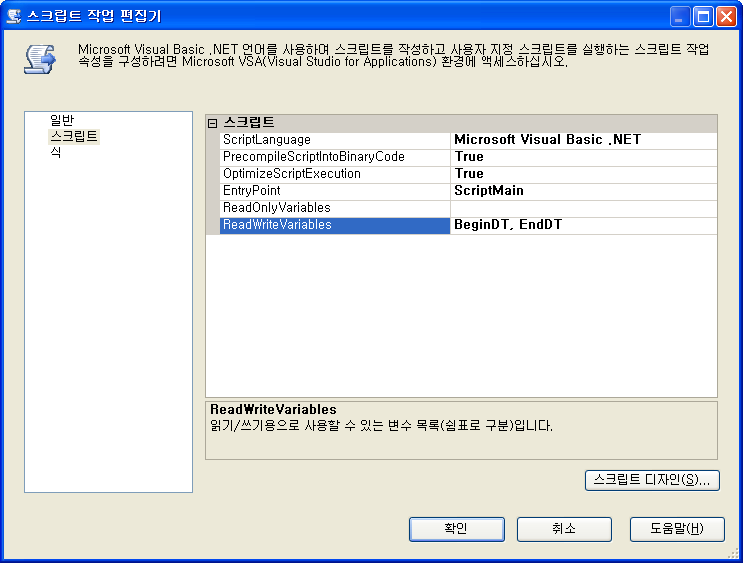 스크립트 작업 편집기
Microsoft Visual Basic .NET 언어를 사용하여 스크립트를 작성하고 사용자 지정 스크립트를 실행하는 스크립트 작업
속성을 구성하려면 Microsoft VSA(Visual Studio for Applications) 환경에 액세스하십시오.
일반
스크립트
식
스크립트
ScriptLanguage Microsoft Visual Basic .NET
PrecompileScriptIntoBinaryCode True
OptimizeScriptExecution True
EntryPoint ScriptMain
ReadOnlyVariables
ReadWriteVariables BeginDT, EndDT
ReadWriteVariables
읽기/쓰기용으로 사용할 수 있는 변수 목록(쉼표로 구분)입니다.
스크립트 디자인(S)...
확인 취소 도움말(H)